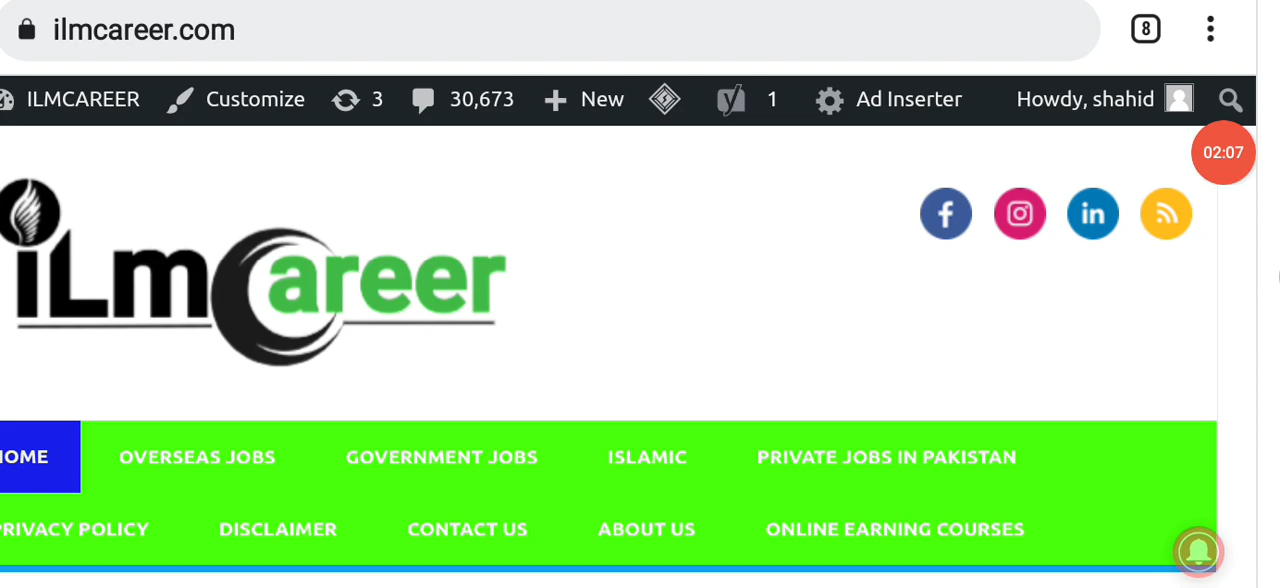 ilmcareer.com
8
ILMCAREER Customize 3 30,673 New 1 Ad Inserter Howdy, shahid
02:07
iLmCareer
f in
HOME OVERSEAS JOBS GOVERNMENT JOBS ISLAMIC PRIVATE JOBS IN PAKISTAN
PRIVACY POLICY DISCLAIMER CONTACT US ABOUT US ONLINE EARNING COURSES